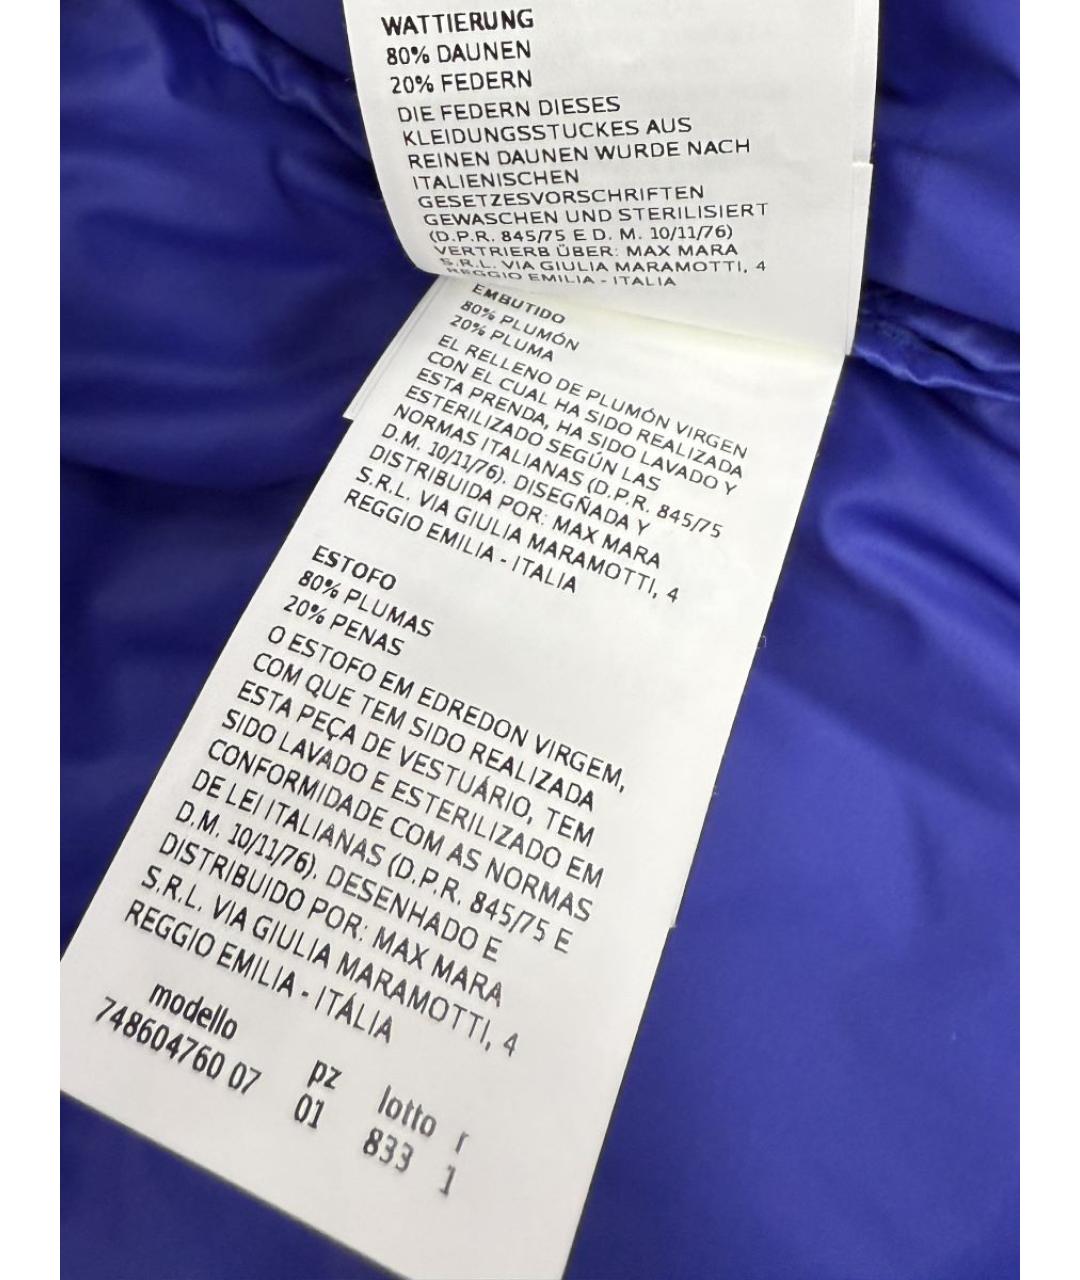 WATTIERUNG
80% DAUNEN
20% FEDERN
DIE FEDERN DIESES
KLEIDUNGSSTUCKES AUS
REINEN DAUNEN WURDE NACH
ITALIENISCHEN
GESETZESVORSCHRIFTEN
GEWASCHEN UND STERILISIERT
(D.P.R. 845/75 E D. M. 10/11/76)
VERTRIERB ÜBER: MAX MARA
S.R.L. VIA GIULIA MARAMOTTI, 4
REGGIO EMILIA - ITALIA
EMBUTIDO
80% PLUMÓN
20% PLUMA
EL RELLENO DE PLUMÓN VIRGEN
CON EL CUAL HA SIDO REALIZADA
ESTA PRENDA, HA SIDO LAVADO Y
ESTERILIZADO SEGÚN LAS
NORMAS ITALIANAS (D.P.R. 845/75
D.M. 10/11/76). DISEGÑADA Y
DISTRIBUIDA POR: MAX MARA
S.R.L. VIA GIULIA MARAMOTTI, 4
REGGIO EMILIA - ITALIA
ESTOFO
80% PLUMAS
20% PENAS
O ESTOFO EM EDREDON VIRGEM,
COM QUE TEM SIDO REALIZADA
ESTA PEÇA DE VESTUÁRIO, TEM
SIDO LAVADO E ESTERILIZADO EM
CONFORMIDADE COM AS NORMAS
DE LEI ITALIANAS (D.P.R. 845/75 E
D.M. 10/11/76). DESENHADO E
DISTRIBUIDO POR: MAX MARA
S.R.L. VIA GIULIA MARAMOTTI, 4
REGGIO EMILIA - ITÁLIA
modello pz lotto r
748604760 07 01 833 1